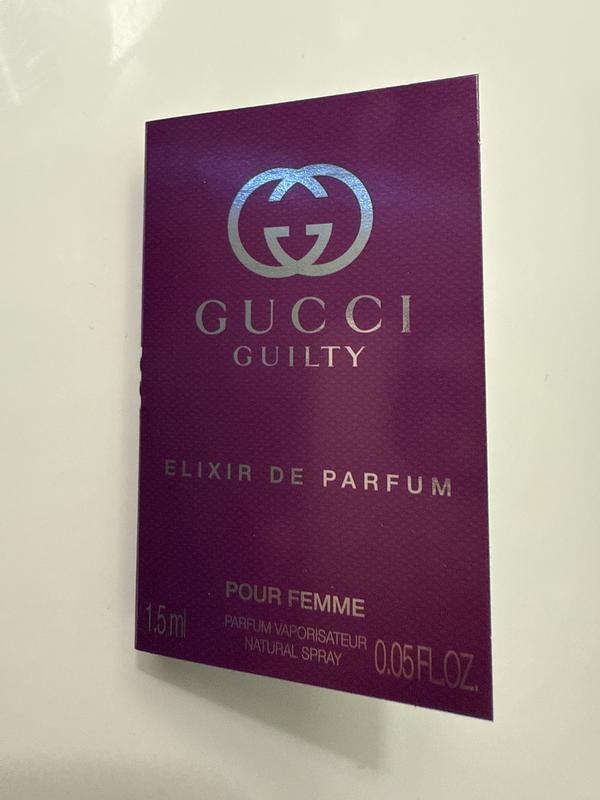 GUCCI
GUILTY
ELIXIR DE PARFUM
POUR FEMME
1.5 ml
PARFUM VAPORISATEUR
NATURAL SPRAY
0.05 FL.OZ.